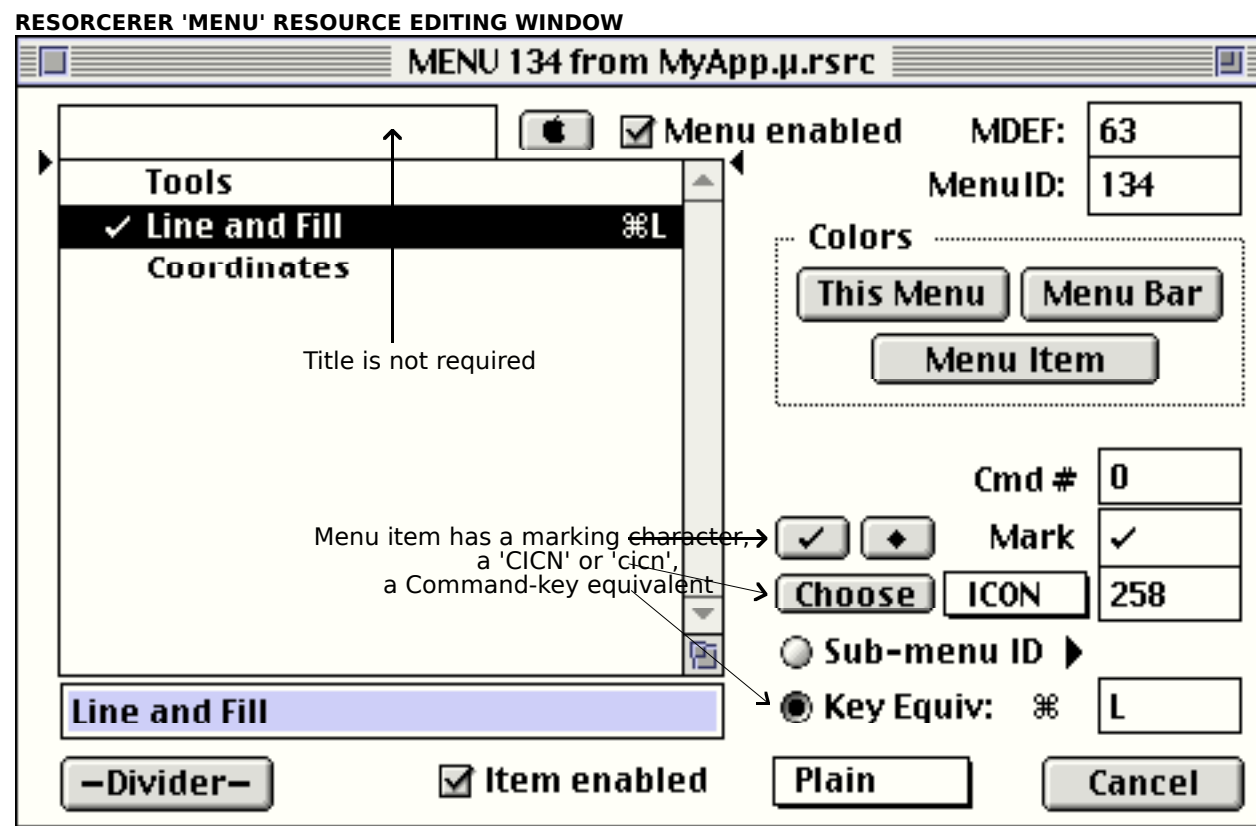 RESORCERER 'MENU' RESOURCE EDITING WINDOW
MENU 134 from MyApp.µ.rsrc
Menu enabled MDEF: 63
Tools MenuID: 134
✓ Line and Fill ⌘L
Colors
Coordinates
This Menu Menu Bar
Title is not required Menu Item
Cmd # 0
Menu item has a marking character, ✓ ◆ Mark ✓
a 'CICN' or 'cicn',
a Command-key equivalent Choose ICON 258
Sub-menu ID
Line and Fill Key Equiv: ⌘ L
–Divider– Item enabled Plain Cancel